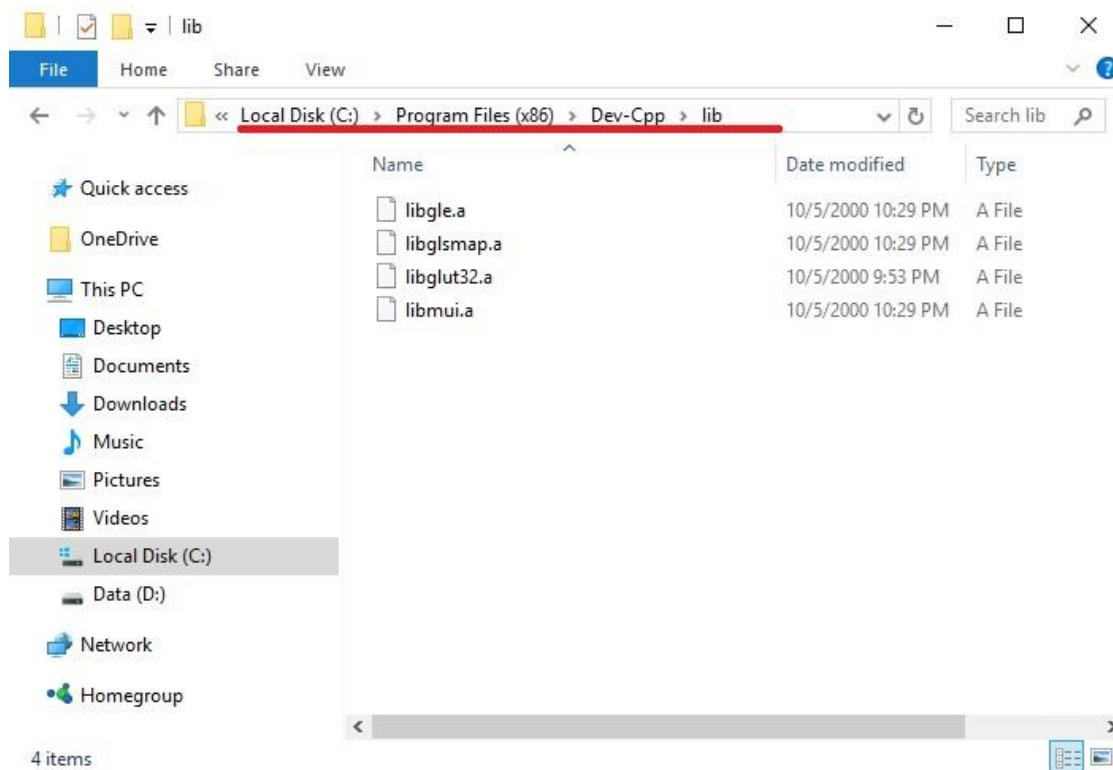 lib
File Home Share View
« Local Disk (C:) > Program Files (x86) > Dev-Cpp > lib
Search lib
Name Date modified Type
Quick access
OneDrive
This PC
Desktop
Documents
Downloads
Music
Pictures
Videos
Local Disk (C:)
Data (D:)
Network
Homegroup
libgle.a 10/5/2000 10:29 PM A File
libglsmap.a 10/5/2000 10:29 PM A File
libglut32.a 10/5/2000 9:53 PM A File
libmui.a 10/5/2000 10:29 PM A File
4 items